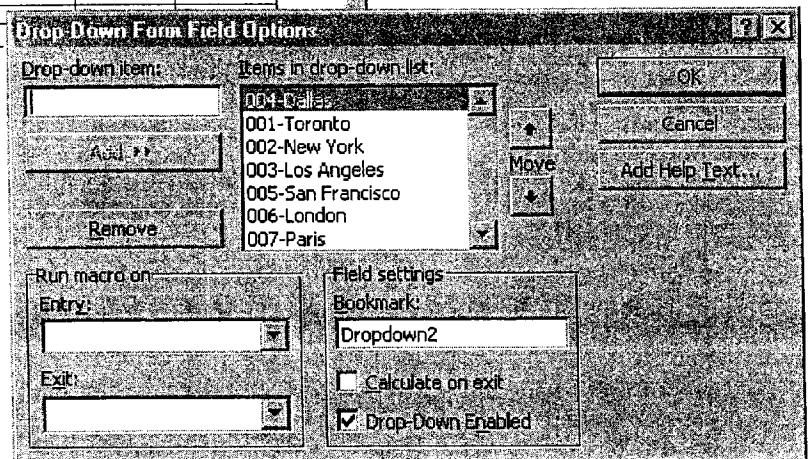 Drop-Down Form Field Options
Drop-down item:
Items in drop-down list:
004-Dallas
001-Toronto
002-New York
003-Los Angeles
005-San Francisco
006-London
007-Paris
Add
Remove
Move
OK
Cancel
Add Help Text...
Run macro on
Entry:
Exit:
Field settings
Bookmark:
Dropdown2
Calculate on exit
Drop-Down Enabled